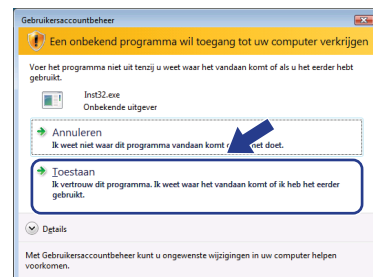 Gebruikersaccountbeheer
Een onbekend programma wil toegang tot uw computer verkrijgen
Voer het programma niet uit tenzij u weet waar het vandaan komt of als u het eerder hebt
gebruikt.
Inst32.exe
Onbekende uitgever
Annuleren
Ik weet niet waar dit programma vandaan komt het doet.
Toestaan
Ik vertrouw dit programma. Ik weet waar het vandaan komt of ik heb het eerder
gebruikt.
Details
Met Gebruikersaccountbeheer kunt u ongewenste wijzigingen in uw computer helpen
voorkomen.